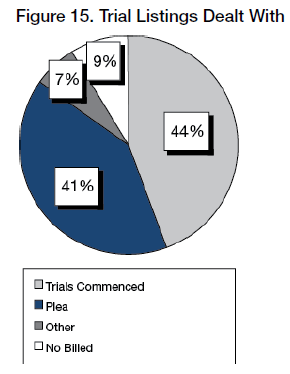 Figure 15. Trial Listings Dealt With
9%
7%
44%
41%
Trials Commenced
Plea
Other
No Billed